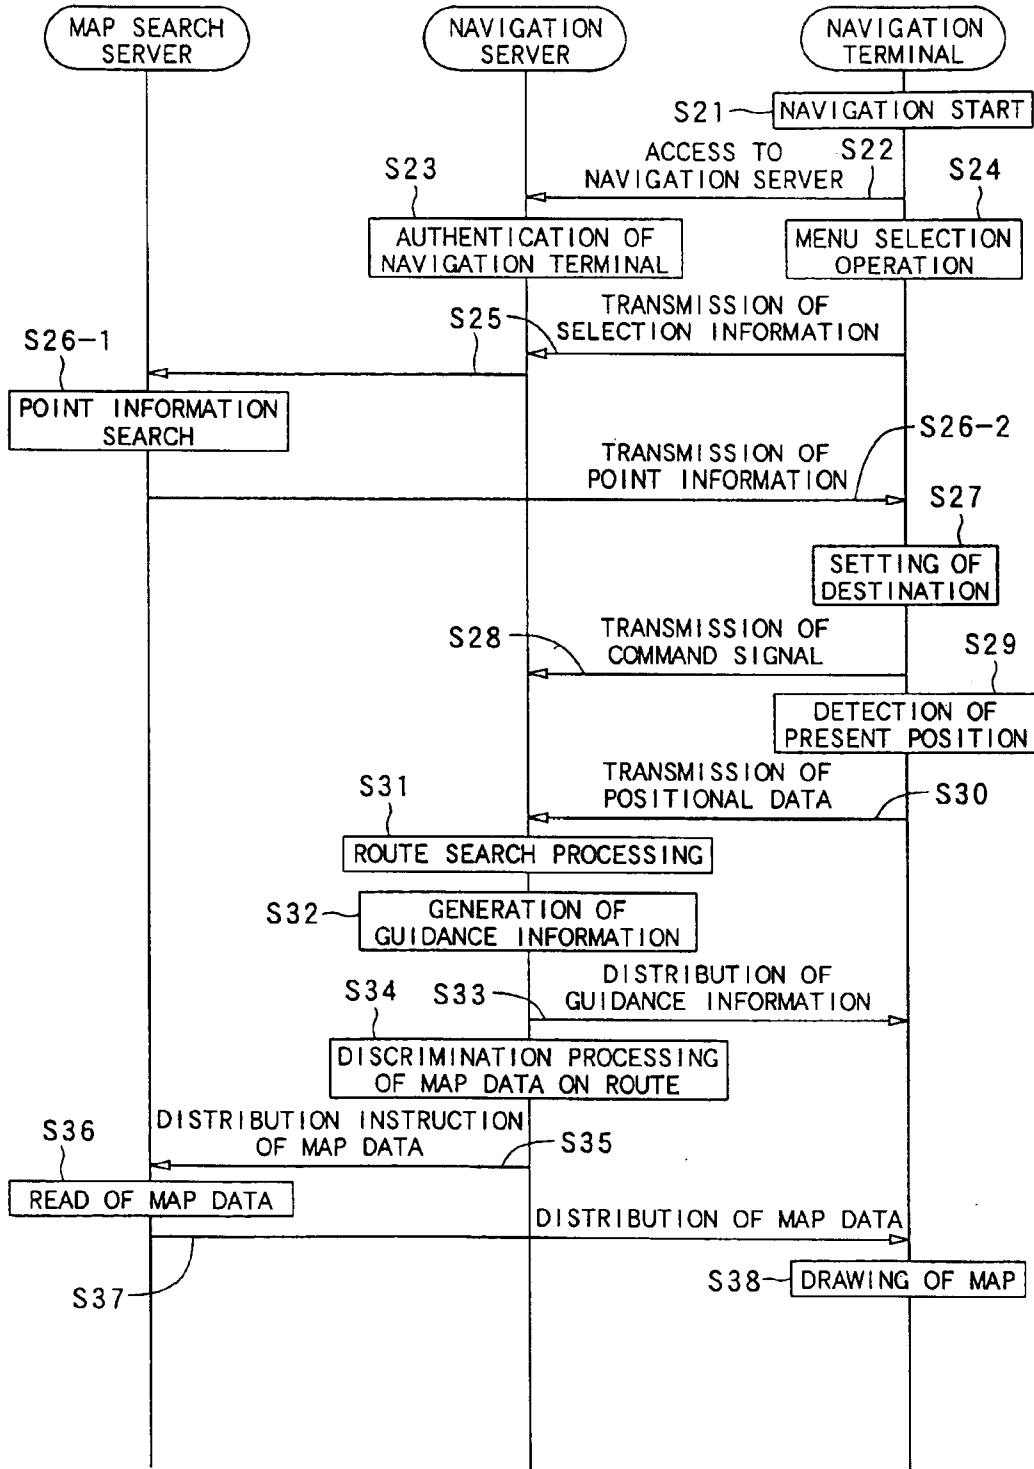 MAP SEARCH
SERVER
NAVIGATION
SERVER
NAVIGATION
TERMINAL
S21
NAVIGATION START
ACCESS TO
NAVIGATION SERVER
S22
S23
S24
AUTHENTICATION OF
NAVIGATION TERMINAL
MENU SELECTION
OPERATION
TRANSMISSION OF
SELECTION INFORMATION
S25
S26-1
POINT INFORMATION
SEARCH
S26-2
TRANSMISSION OF
POINT INFORMATION
S27
SETTING OF
DESTINATION
S28
TRANSMISSION OF
COMMAND SIGNAL
S29
DETECTION OF
PRESENT POSITION
TRANSMISSION OF
POSITIONAL DATA
S30
S31
ROUTE SEARCH PROCESSING
S32
GENERATION OF
GUIDANCE INFORMATION
S34
S33
DISTRIBUTION OF
GUIDANCE INFORMATION
DISCRIMINATION PROCESSING
OF MAP DATA ON ROUTE
S36
DISTRIBUTION INSTRUCTION
OF MAP DATA
S35
READ OF MAP DATA
DISTRIBUTION OF MAP DATA
S37
S38
DRAWING OF MAP